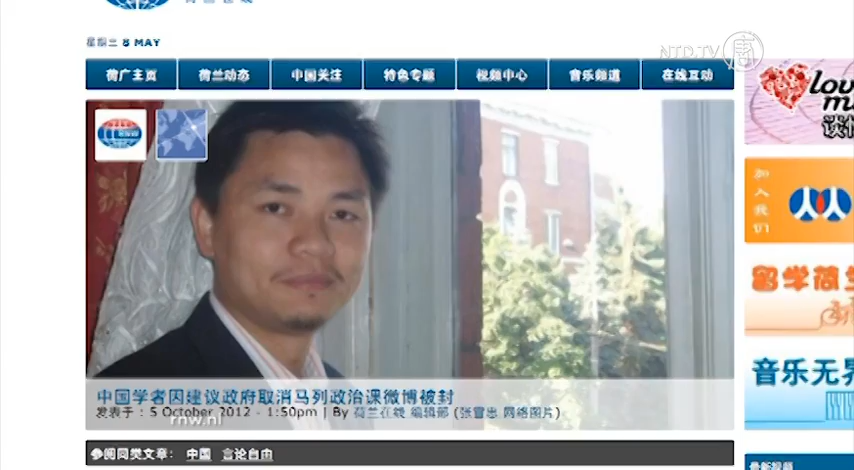 星期三 8 MAY
NTD.TV
荷广主页 荷兰动态 中国关注 特色专题 视频中心 音乐频道 在线互动
加入我们
留学荷兰
音乐无界
中国学者因建议政府取消马列政治课微博被封
发表于 : 5 October 2012 - 1:50pm | By 荷兰在线 编辑部 (张雪忠 网络图片)
rnw.nl
参阅同类文章: 中国 言论自由